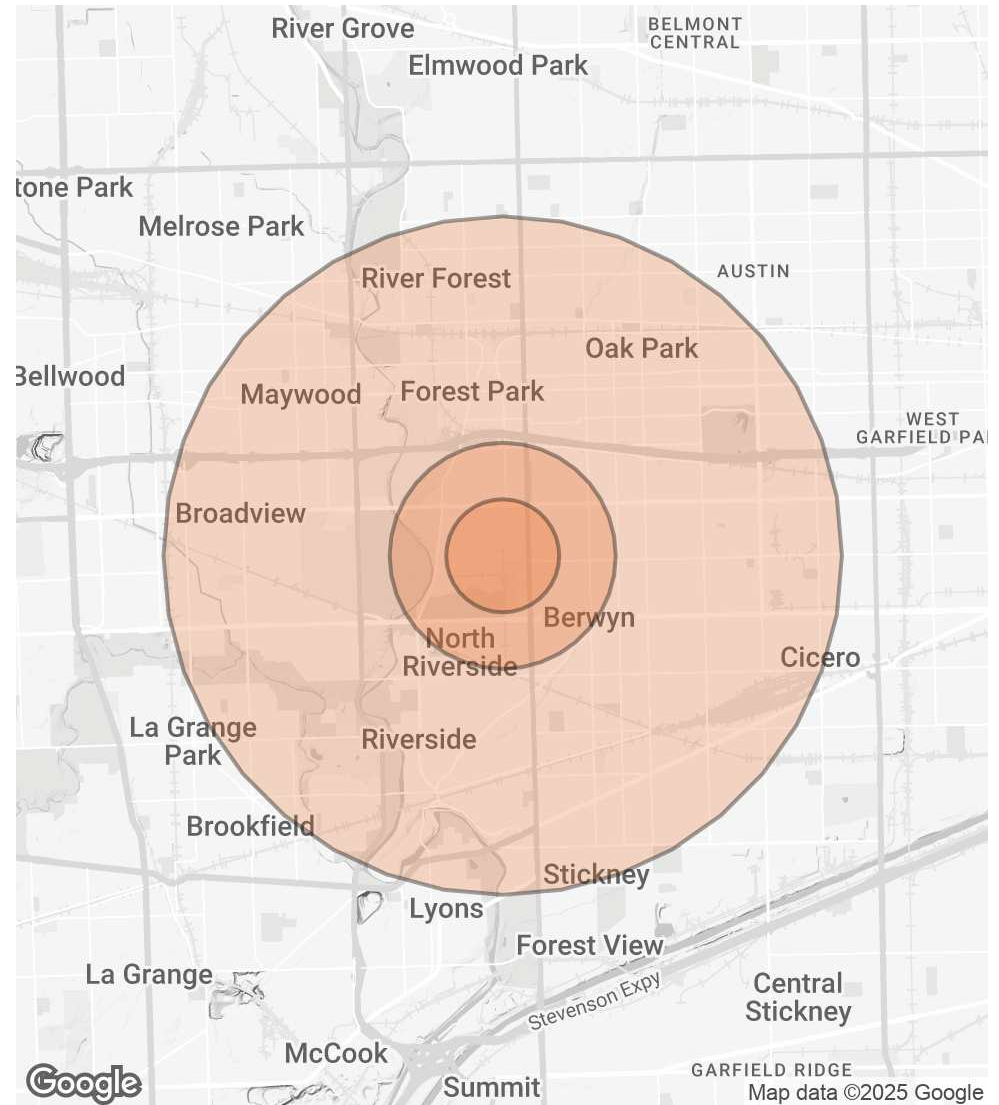 River Grove
BELMONT
CENTRAL
Elmwood Park
tone Park
Melrose Park
River Forest
AUSTIN
Oak Park
Bellwood
Maywood
Forest Park
WEST
GARFIELD PA
Broadview
Berwyn
North
Riverside
Cicero
La Grange
Park
Riverside
Brookfield
Stickney
Lyons
Forest View
La Grange
Central
Stickney
Stevenson Expy
McCook
GARFIELD RIDGE
Google
Summit
Map data ©2025 Google